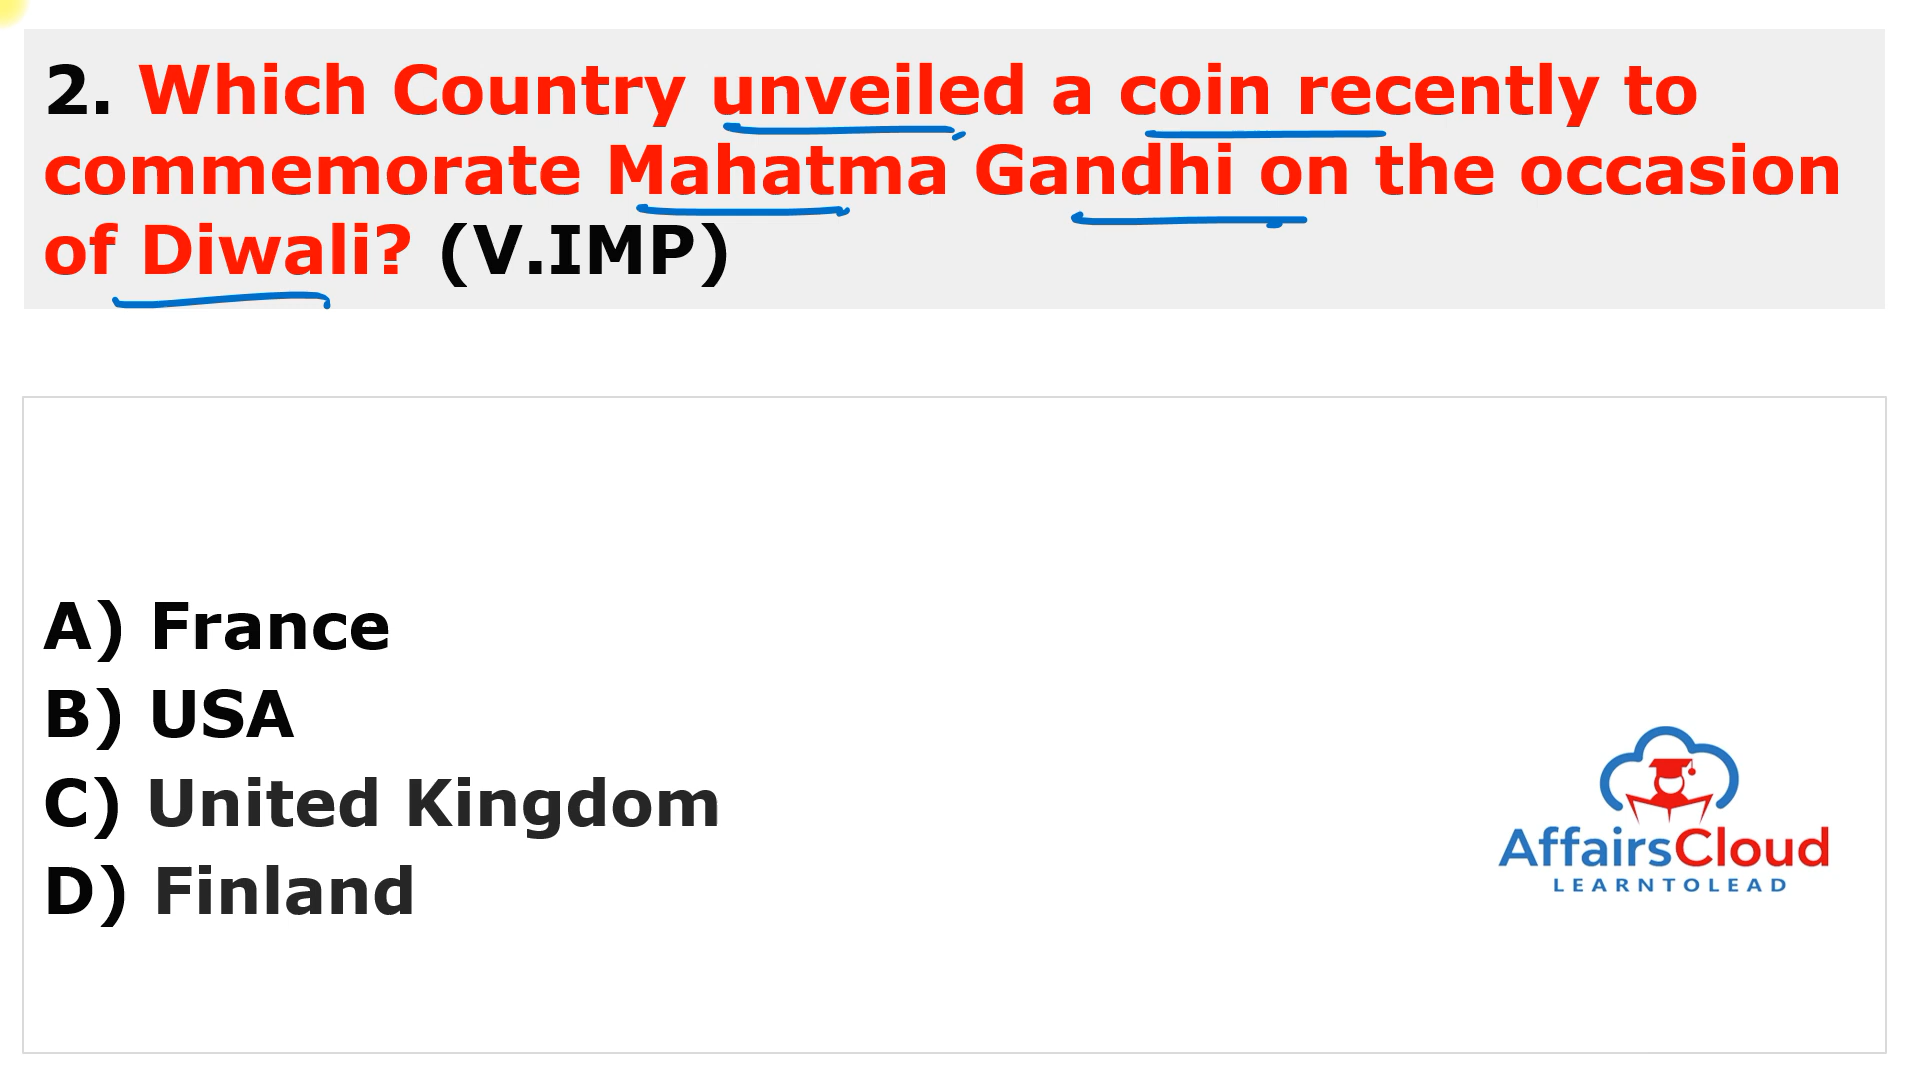 2. Which Country unveiled a coin recently to
commemorate Mahatma Gandhi on the occasion
of Diwali? (V.IMP)
A) France
B) USA
C) United Kingdom
D) Finland
AffairsCloud
LEARNTOLEAD